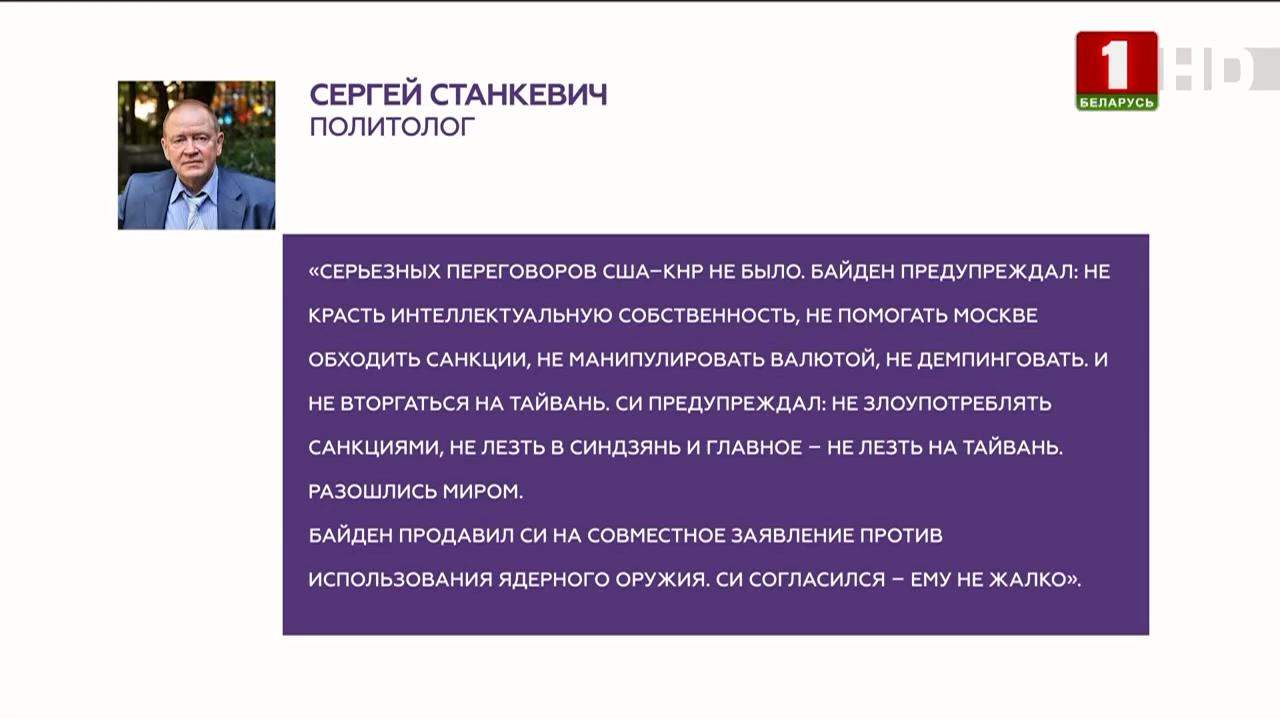 СЕРГЕЙ СТАНКЕВИЧ
ПОЛИТОЛОГ
1HD
БЕЛАРУСЬ
«СЕРЬЕЗНЫХ ПЕРЕГОВОРОВ США–КНР НЕ БЫЛО. БАЙДЕН ПРЕДУПРЕЖДАЛ: НЕ
КРАСТЬ ИНТЕЛЛЕКТУАЛЬНУЮ СОБСТВЕННОСТЬ, НЕ ПОМОГАТЬ МОСКВЕ
ОБХОДИТЬ САНКЦИИ, НЕ МАНИПУЛИРОВАТЬ ВАЛЮТОЙ, НЕ ДЕМПИНГОВАТЬ. И
НЕ ВТОРГАТЬСЯ НА ТАЙВАНЬ. СИ ПРЕДУПРЕЖДАЛ: НЕ ЗЛОУПОТРЕБЛЯТЬ
САНКЦИЯМИ, НЕ ЛЕЗТЬ В СИНДЗЯНЬ И ГЛАВНОЕ – НЕ ЛЕЗТЬ НА ТАЙВАНЬ.
РАЗОШЛИСЬ МИРОМ.
БАЙДЕН ПРОДАВИЛ СИ НА СОВМЕСТНОЕ ЗАЯВЛЕНИЕ ПРОТИВ
ИСПОЛЬЗОВАНИЯ ЯДЕРНОГО ОРУЖИЯ. СИ СОГЛАСИЛСЯ – ЕМУ НЕ ЖАЛКО».